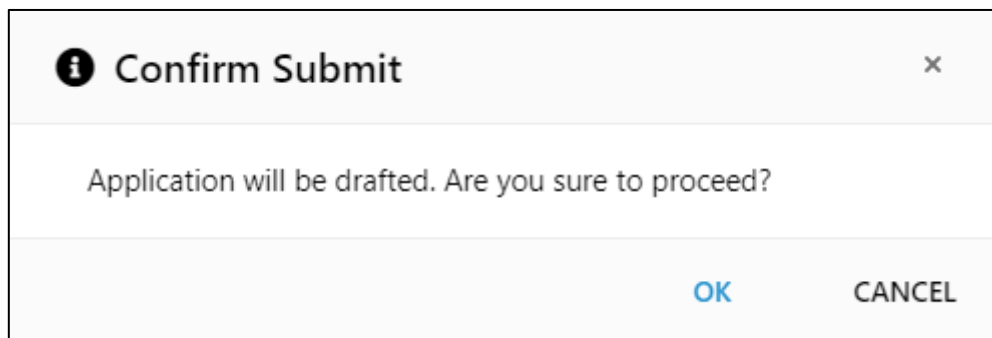 Confirm Submit
Application will be drafted. Are you sure to proceed?
OK CANCEL